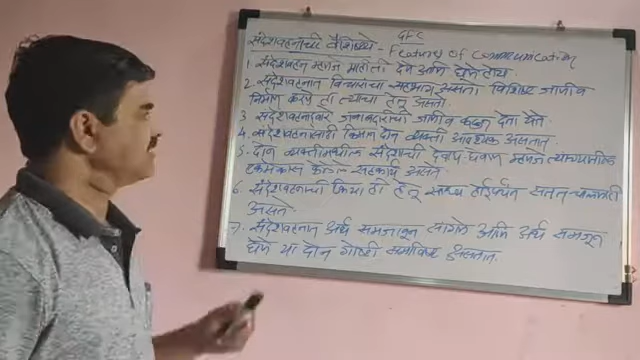 GFC
संदेशवहनाची वैशिष्ट्ये - Features of Communication
1 संदेशवहन म्हणजे माहिती देणे आणि घेणे होय
2. संदेशवहनात विचारांचा सहभाग असतो विशिष्ट जाणीव
निर्माण करणे हा त्याचा हेतू असतो.
3 संदेशवहनाद्वारे जबाबदारीची जाणीव करून देता येते
4. संदेशवहनासाठी किमान दोन व्यक्ती आवश्यक असतात.
5. दोन व्यक्तींमधील संदेशाची देवाण घेवाण म्हणजे त्यांच्यातील
एकमेकांस केलेले सहकार्य असते.
6. संदेशवहनाची क्रिया ही हेतू साध्य होईपर्यंत सतत चालणारी
असते.
7. संदेशवहनात अर्थ समजावून सांगणे आणि अर्थ समजून
घेणे या दोन गोष्टी समाविष्ट असतात.